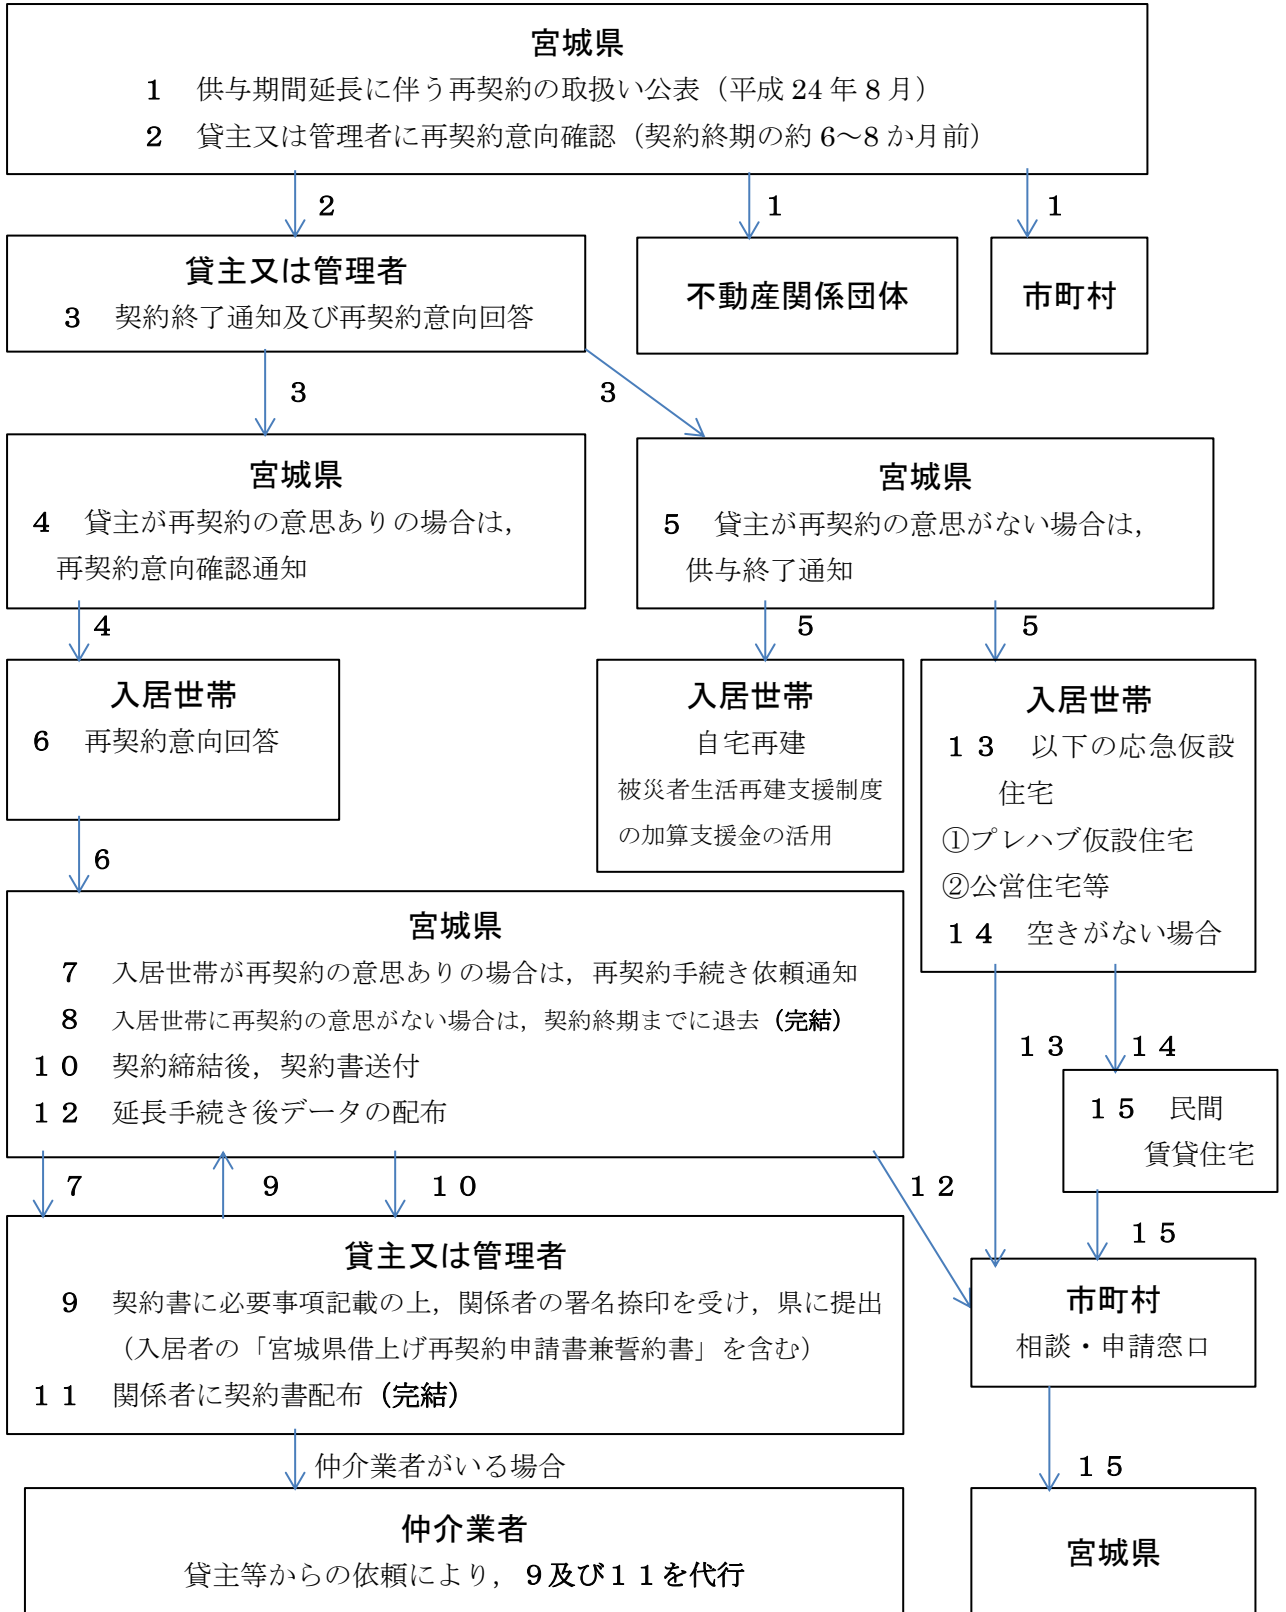 宮城県
1 供与期間延長に伴う再契約の取扱い公表（平成 24 年 8 月）
2 貸主又は管理者に再契約意向確認（契約終期の約 6～8 か月前）
2
1
1
貸主又は管理者
3 契約終了通知及び再契約意向回答
不動産関係団体
市町村
3
3
宮城県
4 貸主が再契約の意思ありの場合は，
再契約意向確認通知
宮城県
5 貸主が再契約の意思がない場合は，
供与終了通知
4
5
5
入居世帯
6 再契約意向回答
入居世帯
自宅再建
被災者生活再建支援制度
の加算支援金の活用
入居世帯
１３ 以下の応急仮設
住宅
①プレハブ仮設住宅
②公営住宅等
１４ 空きがない場合
6
宮城県
7 入居世帯が再契約の意思ありの場合は，再契約手続き依頼通知
8 入居世帯に再契約の意思がない場合は，契約終期までに退去（完結）
１０ 契約締結後，契約書送付
１２ 延長手続き後データの配布
１３
１４
１５ 民間
賃貸住宅
7
9
１０
１２
１５
貸主又は管理者
9 契約書に必要事項記載の上，関係者の署名捺印を受け，県に提出
（入居者の「宮城県借上げ再契約申請書兼誓約書」を含む）
１１ 関係者に契約書配布（完結）
市町村
相談・申請窓口
仲介業者がいる場合
１５
仲介業者
貸主等からの依頼により，９及び１１を代行
宮城県